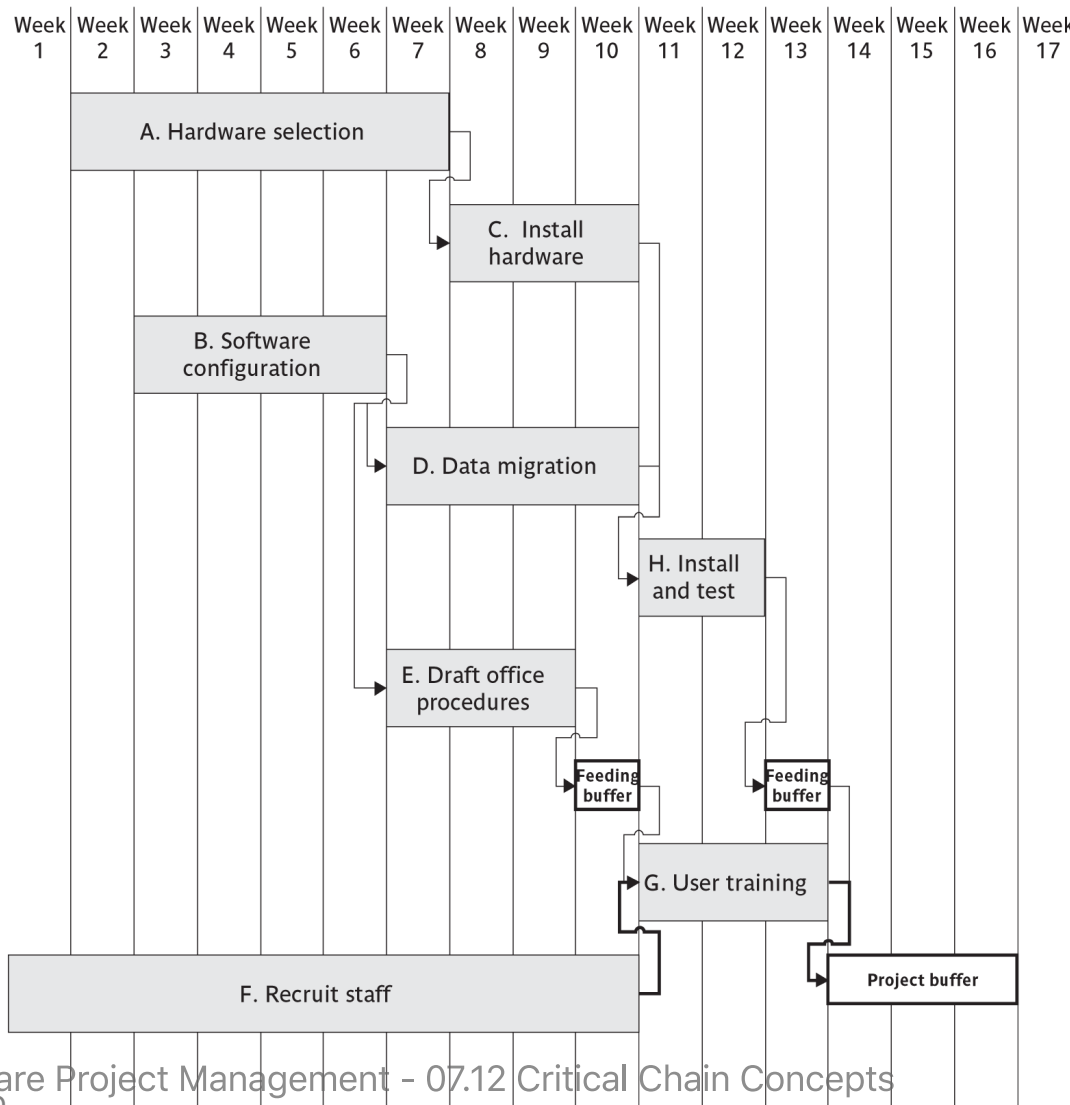 Week Week Week Week Week Week Week Week Week Week Week Week Week Week Week Week Week
1 2 3 4 5 6 7 8 9 10 11 12 13 14 15 16 17
A. Hardware selection
C. Install
hardware
B. Software
configuration
D. Data migration
H. Install
and test
E. Draft office
procedures
Feeding
buffer
Feeding
buffer
G. User training
Project buffer
F. Recruit staff
are Project Management - 07.12 Critical Chain Concepts